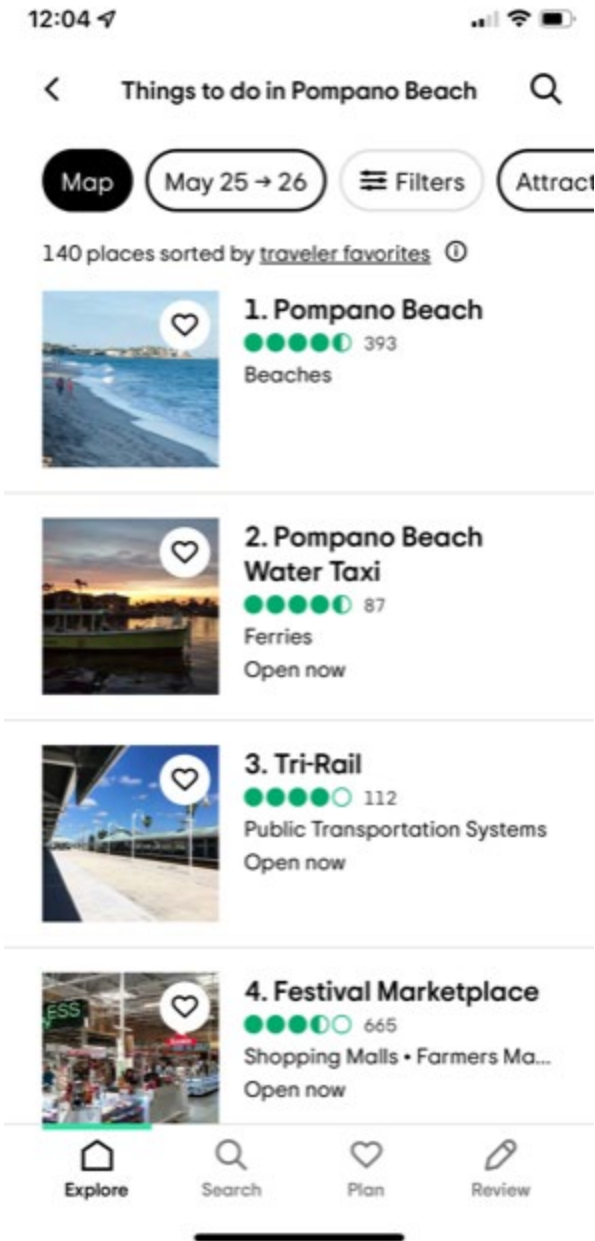 12:04
Things to do in Pompano Beach
Map
May 25 → 26
Filters
Attract
140 places sorted by traveler favorites
1. Pompano Beach
393
Beaches
2. Pompano Beach
Water Taxi
87
Ferries
Open now
3. Tri-Rail
112
Public Transportation Systems
Open now
ESS
4. Festival Marketplace
665
Shopping Malls • Farmers Ma...
Open now
Explore
Search
Plan
Review